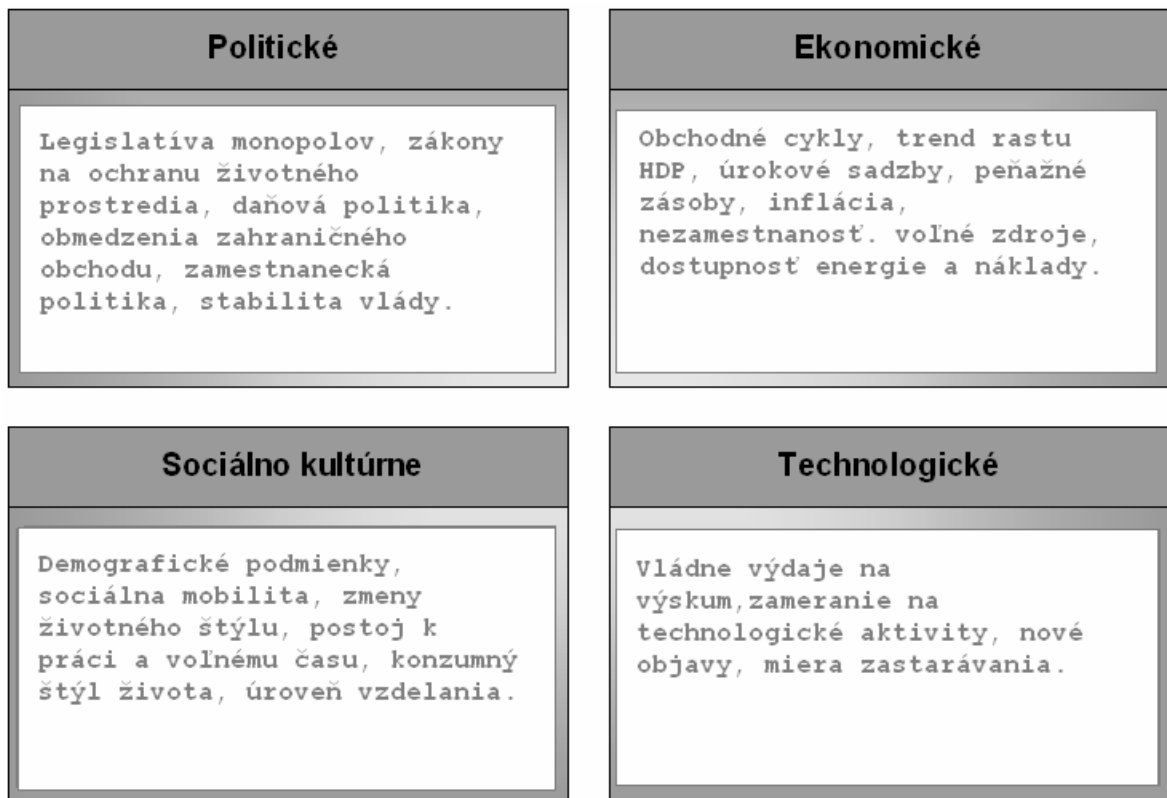 Politické
Legislatíva monopolov, zákony
na ochranu životného
prostredia, daňová politika,
obmedzenia zahraničného
obchodu, zamestnanecká
politika, stabilita vlády.
Ekonomické
Obchodné cykly, trend rastu
HDP, úrokové sadzby, peňažné
zásoby, inflácia,
nezamestnanosť. voľné zdroje,
dostupnosť energie a náklady.
Sociálno kultúrne
Demografické podmienky,
sociálna mobilita, zmeny
životného štýlu, postoj k
práci a voľnému času, konzumný
štýl života, úroveň vzdelania.
Technologické
Vládne výdaje na
výskum,zameranie na
technologické aktivity, nové
objavy, miera zastarávania.